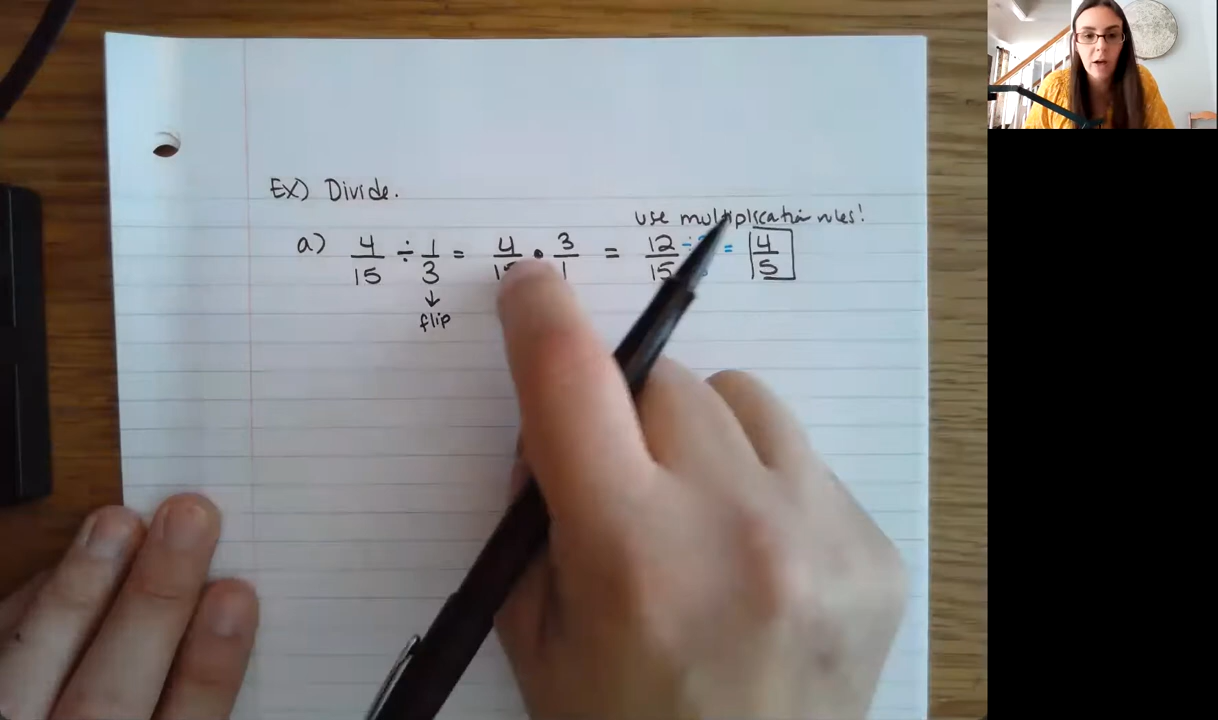 Ex) Divide.
use multiplication rules!
a) 4/15 ÷ 1/3 = 4/15 • 3/1 = 12/15 ÷ = 4/5
↓
flip